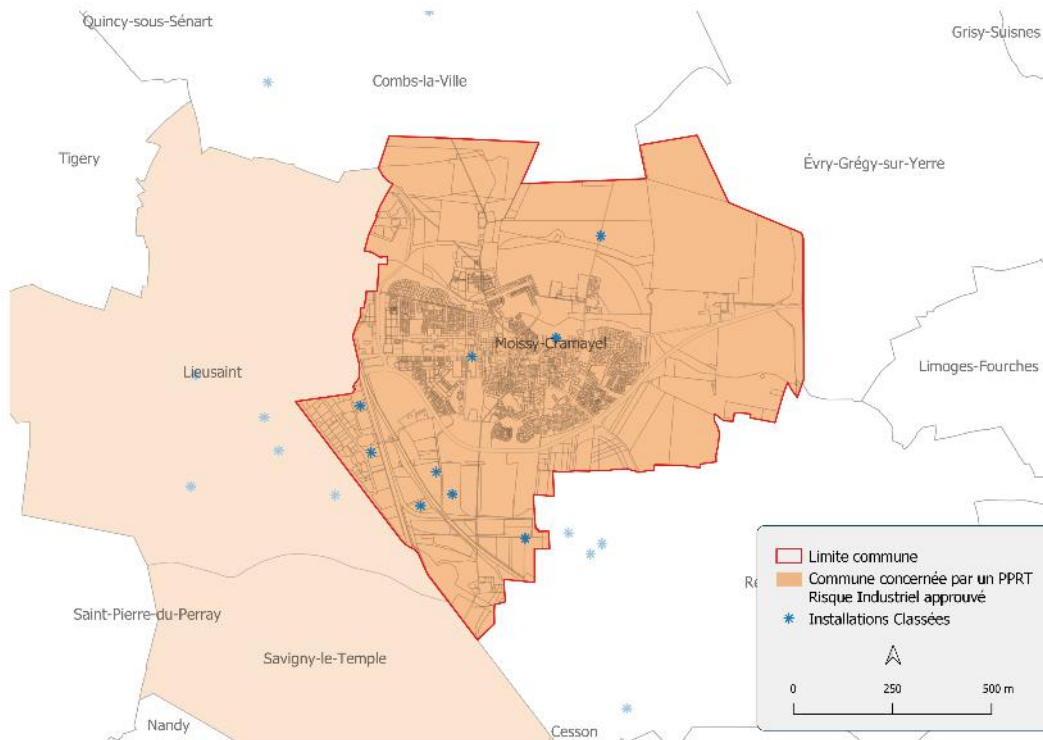 Quincy-sous-Sénart
Grisy-Suisnes
Combs-la-Ville
Tigery
Évry-Grégy-sur-Yerre
Moissy-Cramayel
Limoges-Fourches
Lieusaint
Limite commune
Commune concernée par un PPRT
Risque Industriel approuvé
Installations Classées
0 250 500 m
Saint-Pierre-du-Perray
Savigny-le-Temple
Nandy
Cesson